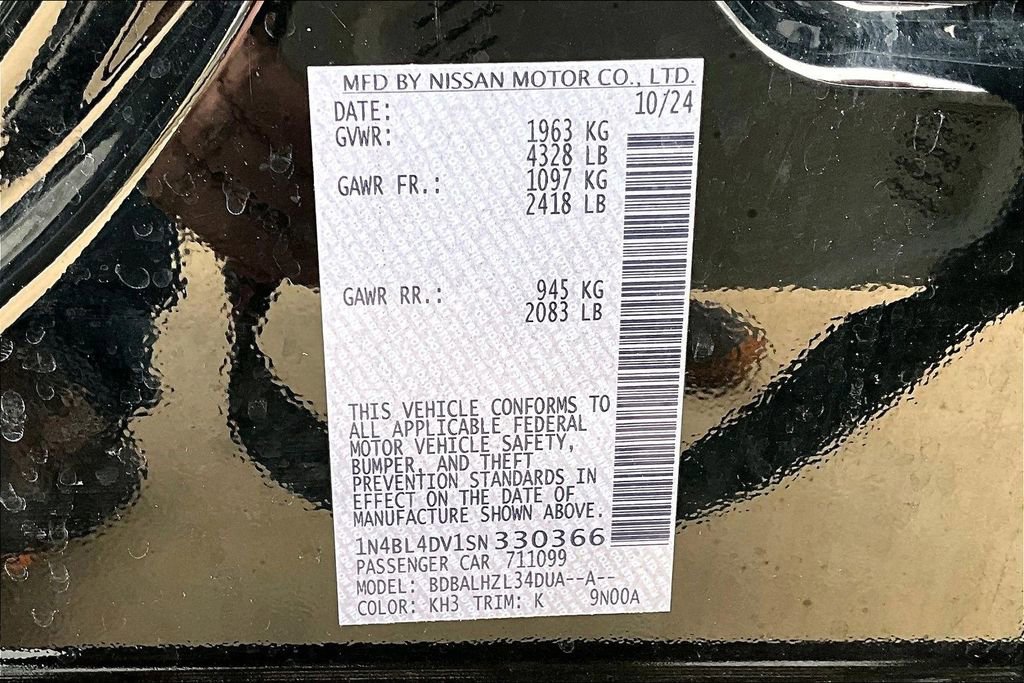 MFD BY NISSAN MOTOR CO., LTD.
DATE: 10/24
GVWR: 1963 KG
4328 LB
GAWR FR.: 1097 KG
2418 LB
GAWR RR.: 945 KG
2083 LB
THIS VEHICLE CONFORMS TO
ALL APPLICABLE FEDERAL
MOTOR VEHICLE SAFETY,
BUMPER, AND THEFT
PREVENTION STANDARDS IN
EFFECT ON THE DATE OF
MANUFACTURE SHOWN ABOVE.
1N4BL4DV1SN 330366
PASSENGER CAR 711099
MODEL: BDBALHZL34DUA--A--
COLOR: KH3 TRIM: K 9N00A